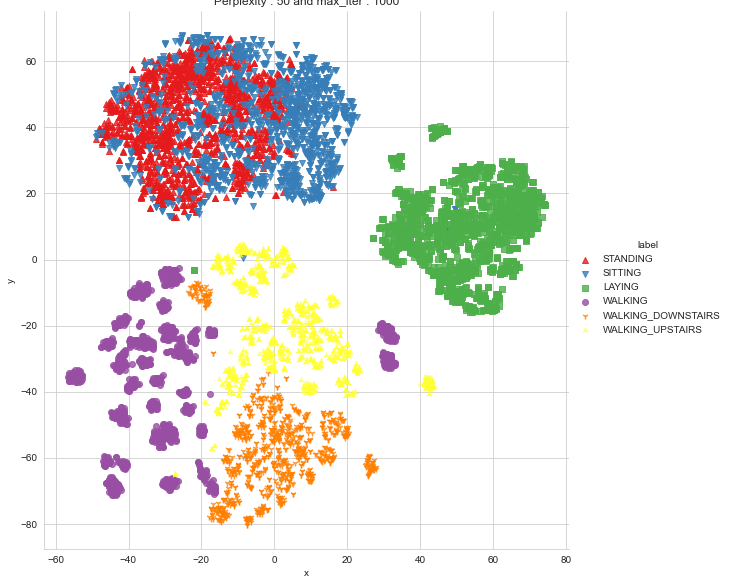 Perplexity : 50 and max_iter : 1000
60
40
20
0
−20
−40
−60
−80
y
−60
−40
−20
0
20
40
60
80
x
label
STANDING
SITTING
LAYING
WALKING
WALKING_DOWNSTAIRS
WALKING_UPSTAIRS